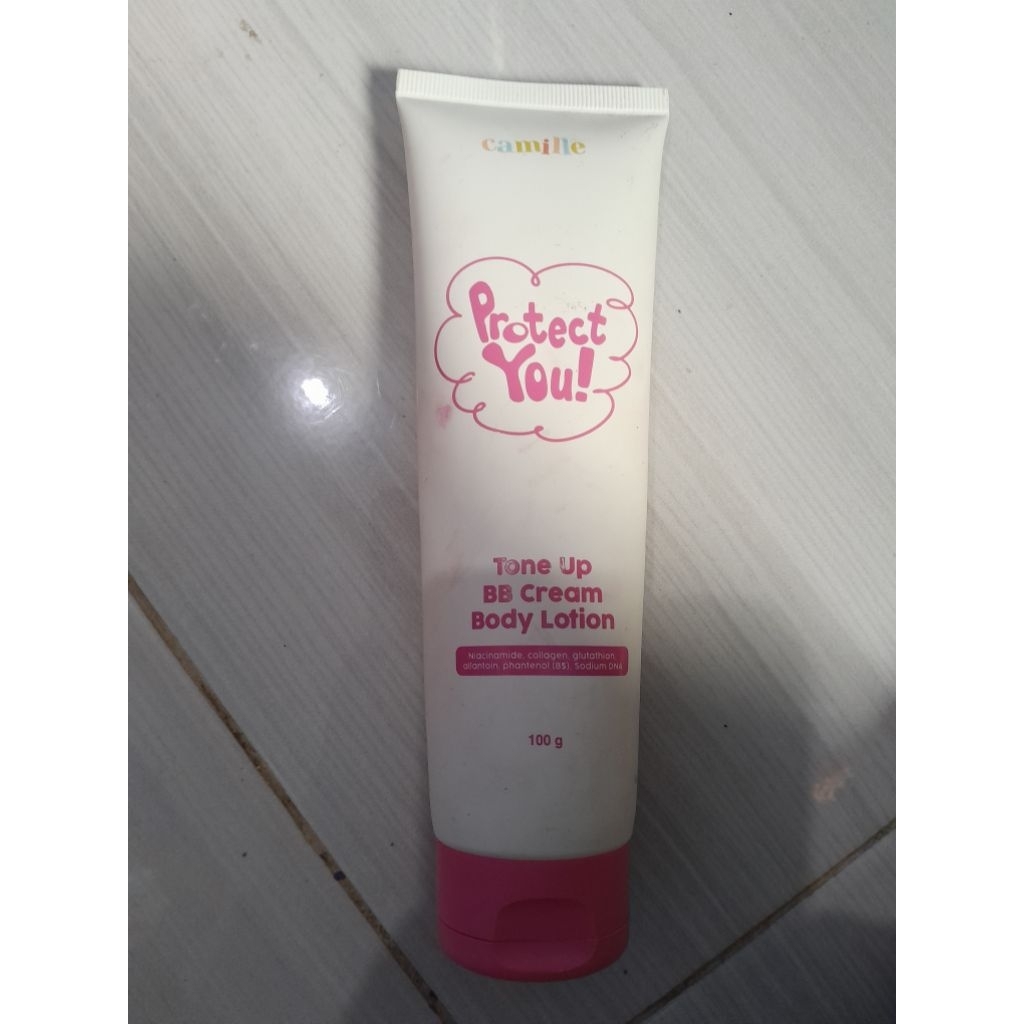 camille
Protect
You!
Tone Up
BB Cream
Body Lotion
Niacinamide, collagen, glutathion,
allantoin, phantenol (B5), Sodium DNA
100 g